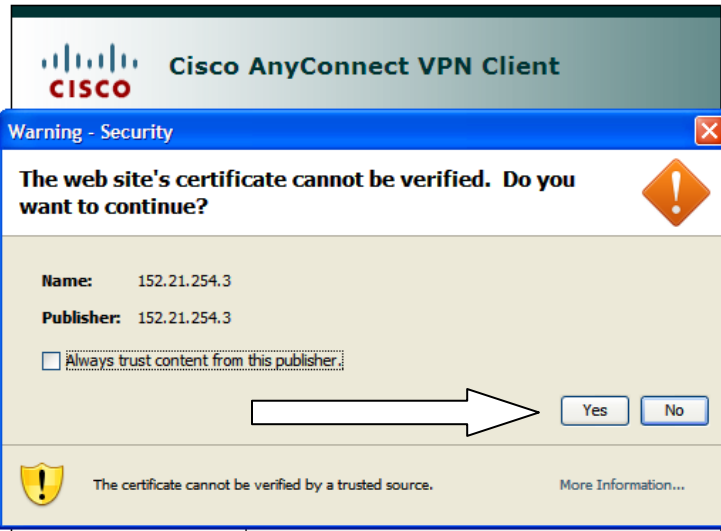 CISCO
Cisco AnyConnect VPN Client
Warning - Security
The web site's certificate cannot be verified. Do you
want to continue?
Name: 152.21.254.3
Publisher: 152.21.254.3
Always trust content from this publisher.
Yes No
The certificate cannot be verified by a trusted source. More Information...